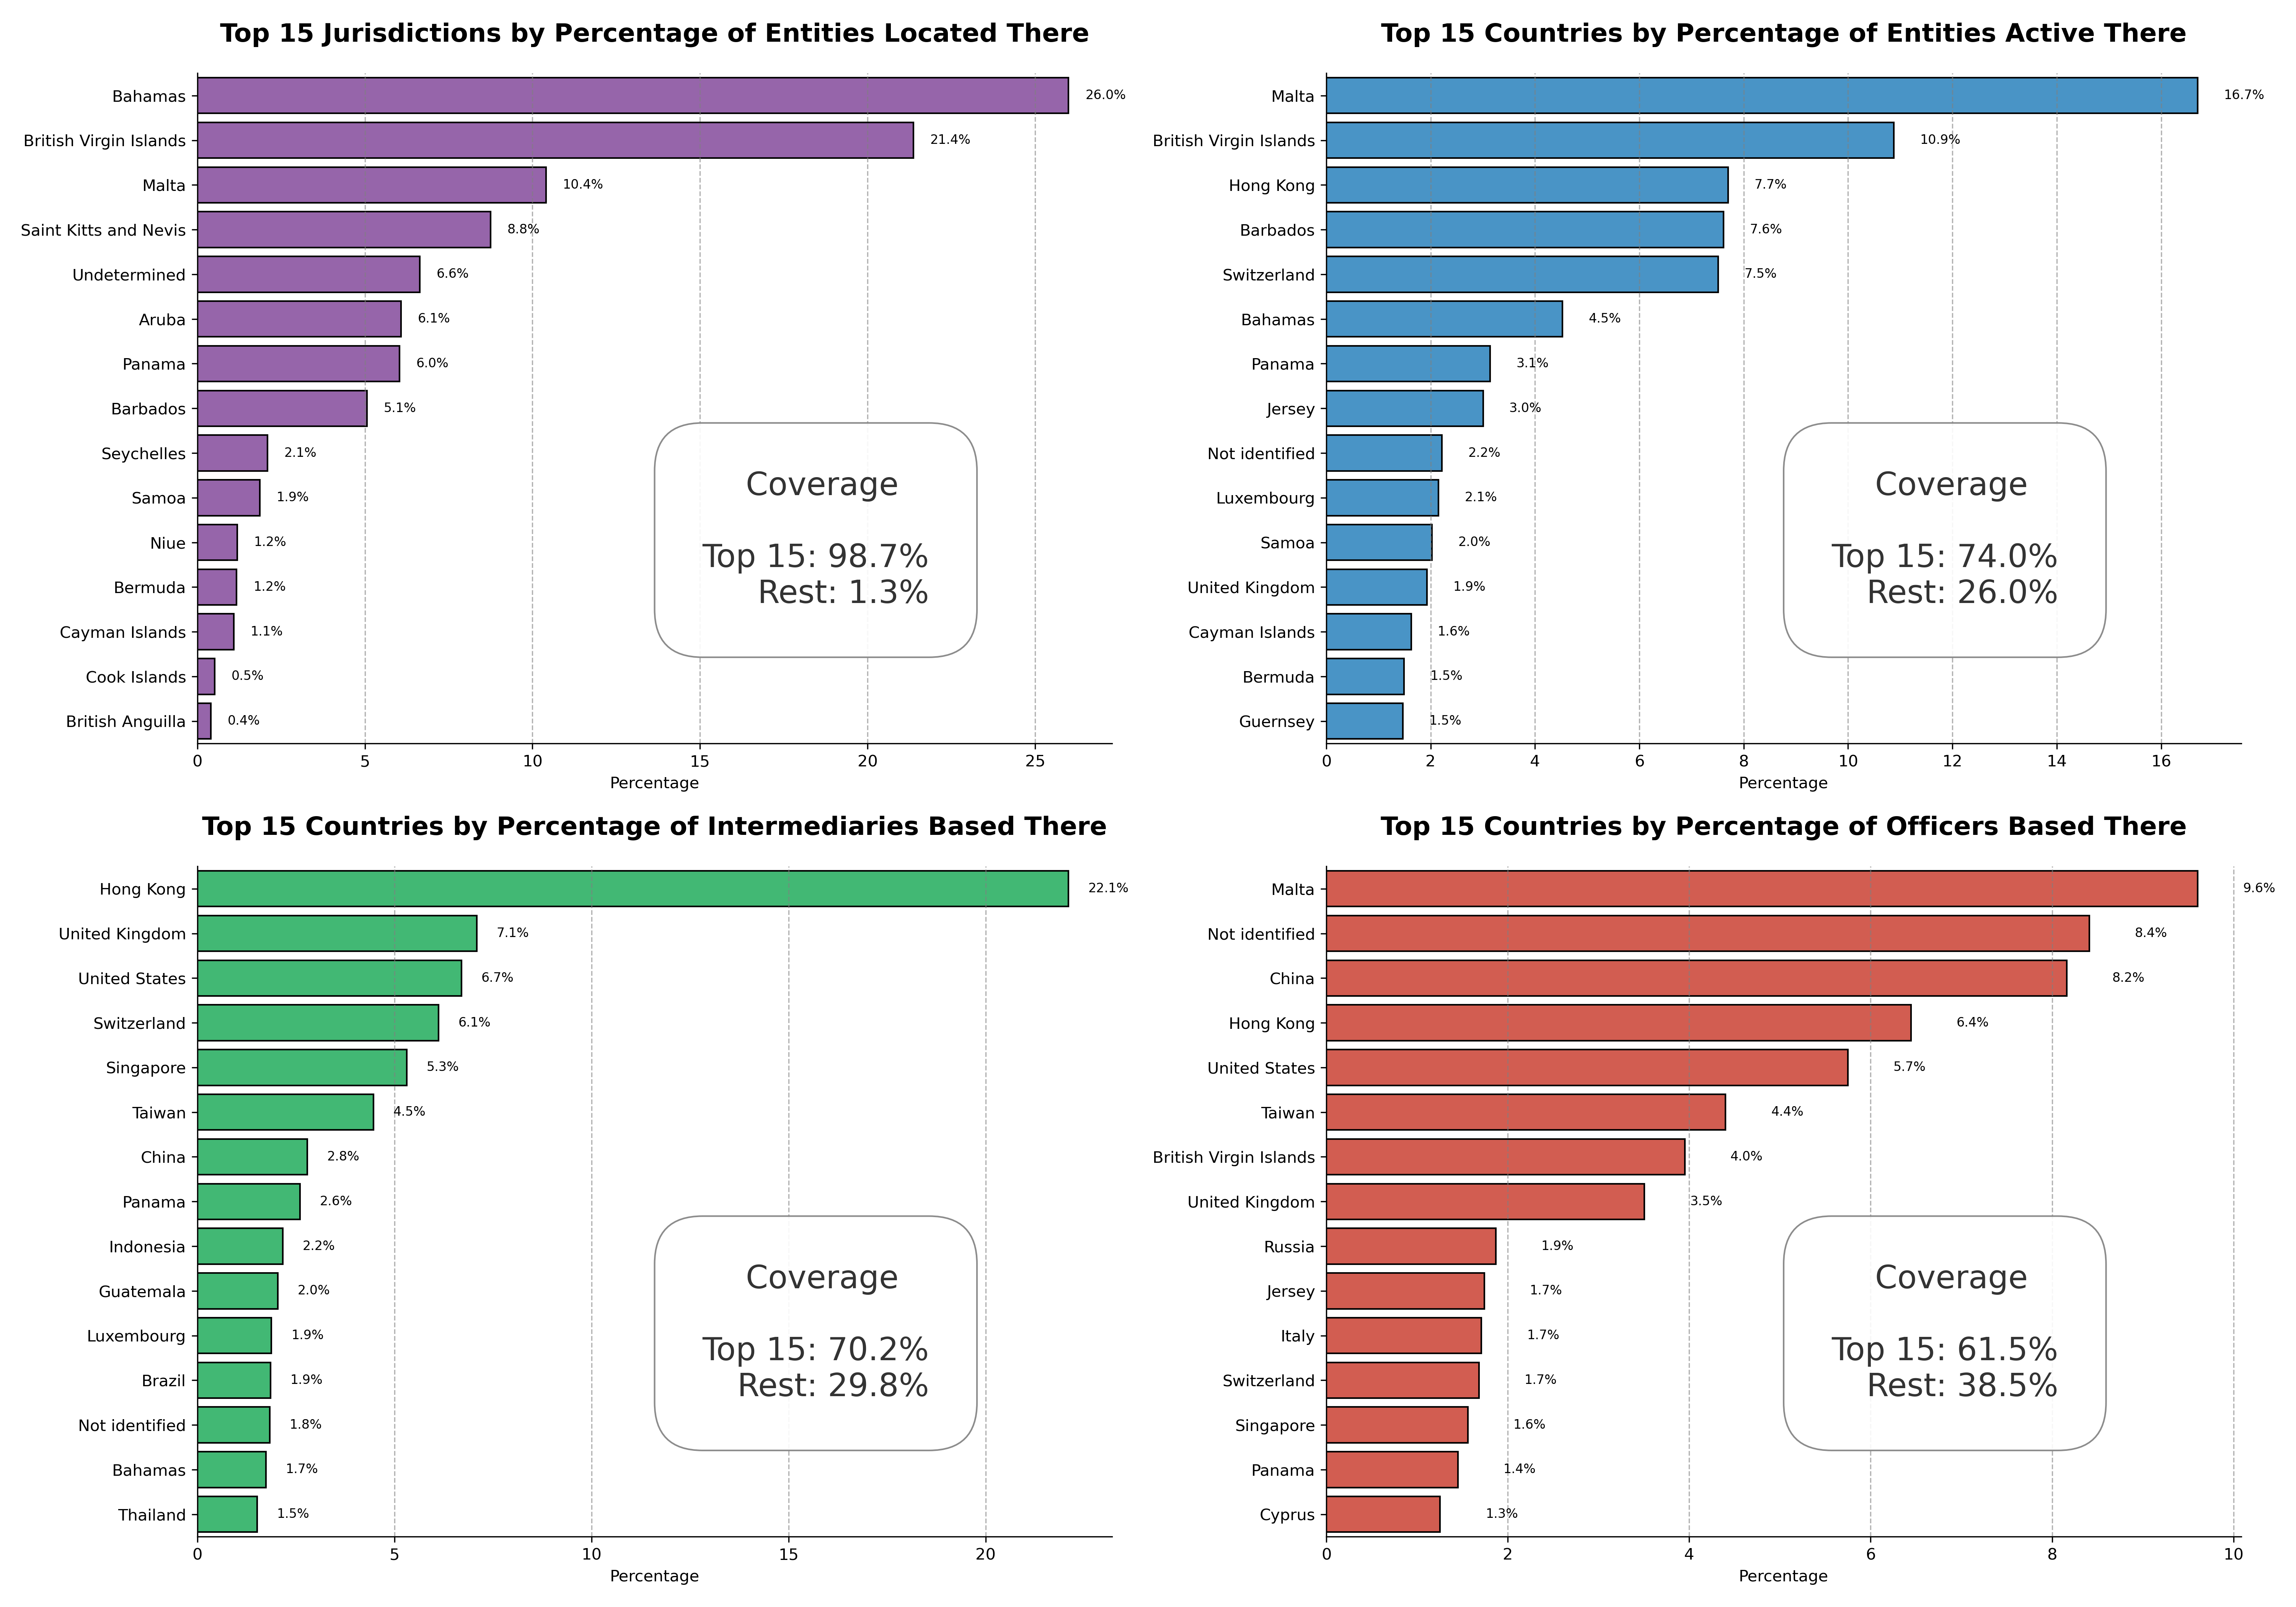 Top 15 Jurisdictions by Percentage of Entities Located There
Bahamas 26.0%
British Virgin Islands 21.4%
Malta 10.4%
Saint Kitts and Nevis 8.8%
Undetermined 6.6%
Aruba 6.1%
Panama 6.0%
Barbados 5.1%
Seychelles 2.1%
Samoa 1.9%
Niue 1.2%
Bermuda 1.2%
Cayman Islands 1.1%
Cook Islands 0.5%
British Anguilla 0.4%
Coverage
Top 15: 98.7%
Rest: 1.3%
0 5 10 15 20 25
Percentage
Top 15 Countries by Percentage of Entities Active There
Malta 16.7%
British Virgin Islands 10.9%
Hong Kong 7.7%
Barbados 7.6%
Switzerland 7.5%
Bahamas 4.5%
Panama 3.1%
Jersey 3.0%
Not identified 2.2%
Luxembourg 2.1%
Samoa 2.0%
United Kingdom 1.9%
Cayman Islands 1.6%
Bermuda 1.5%
Guernsey 1.5%
Coverage
Top 15: 74.0%
Rest: 26.0%
0 2 4 6 8 10 12 14 16
Percentage
Top 15 Countries by Percentage of Intermediaries Based There
Hong Kong 22.1%
United Kingdom 7.1%
United States 6.7%
Switzerland 6.1%
Singapore 5.3%
Taiwan 4.5%
China 2.8%
Panama 2.6%
Indonesia 2.2%
Guatemala 2.0%
Luxembourg 1.9%
Brazil 1.9%
Not identified 1.8%
Bahamas 1.7%
Thailand 1.5%
Coverage
Top 15: 70.2%
Rest: 29.8%
0 5 10 15 20
Percentage
Top 15 Countries by Percentage of Officers Based There
Malta 9.6%
Not identified 8.4%
China 8.2%
Hong Kong 6.4%
United States 5.7%
Taiwan 4.4%
British Virgin Islands 4.0%
United Kingdom 3.5%
Russia 1.9%
Jersey 1.7%
Italy 1.7%
Switzerland 1.7%
Singapore 1.6%
Panama 1.4%
Cyprus 1.3%
Coverage
Top 15: 61.5%
Rest: 38.5%
0 2 4 6 8 10
Percentage